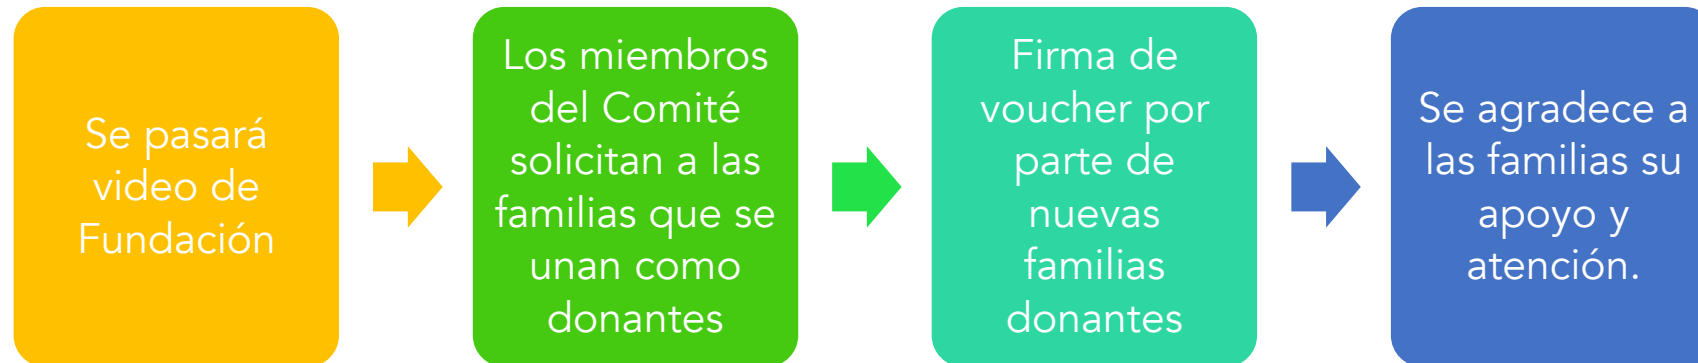 Se pasará
video de
Fundación
Los miembros
del Comité
solicitan a las
familias que se
unan como
donantes
Firma de
voucher por
parte de
nuevas
familias
donantes
Se agradece a
las familias su
apoyo y
atención.